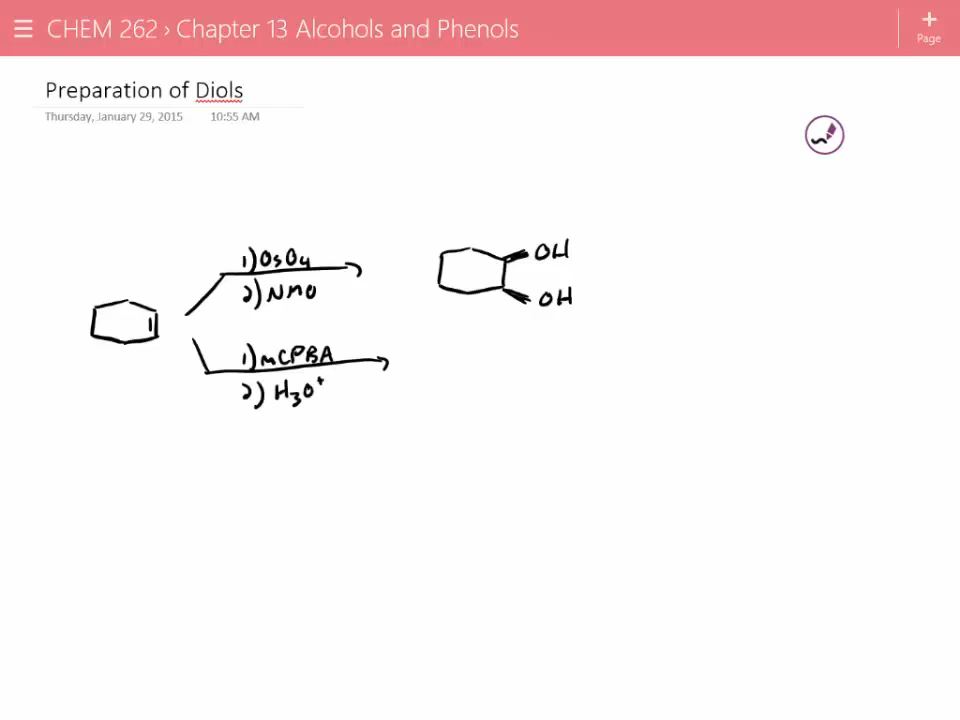 CHEM 262 › Chapter 13 Alcohols and Phenols
Page
Preparation of Diols
Thursday, January 29, 2015 10:55 AM
1) OsO4
2) NMO
OH
OH
1) mCPBA
2) H3O+